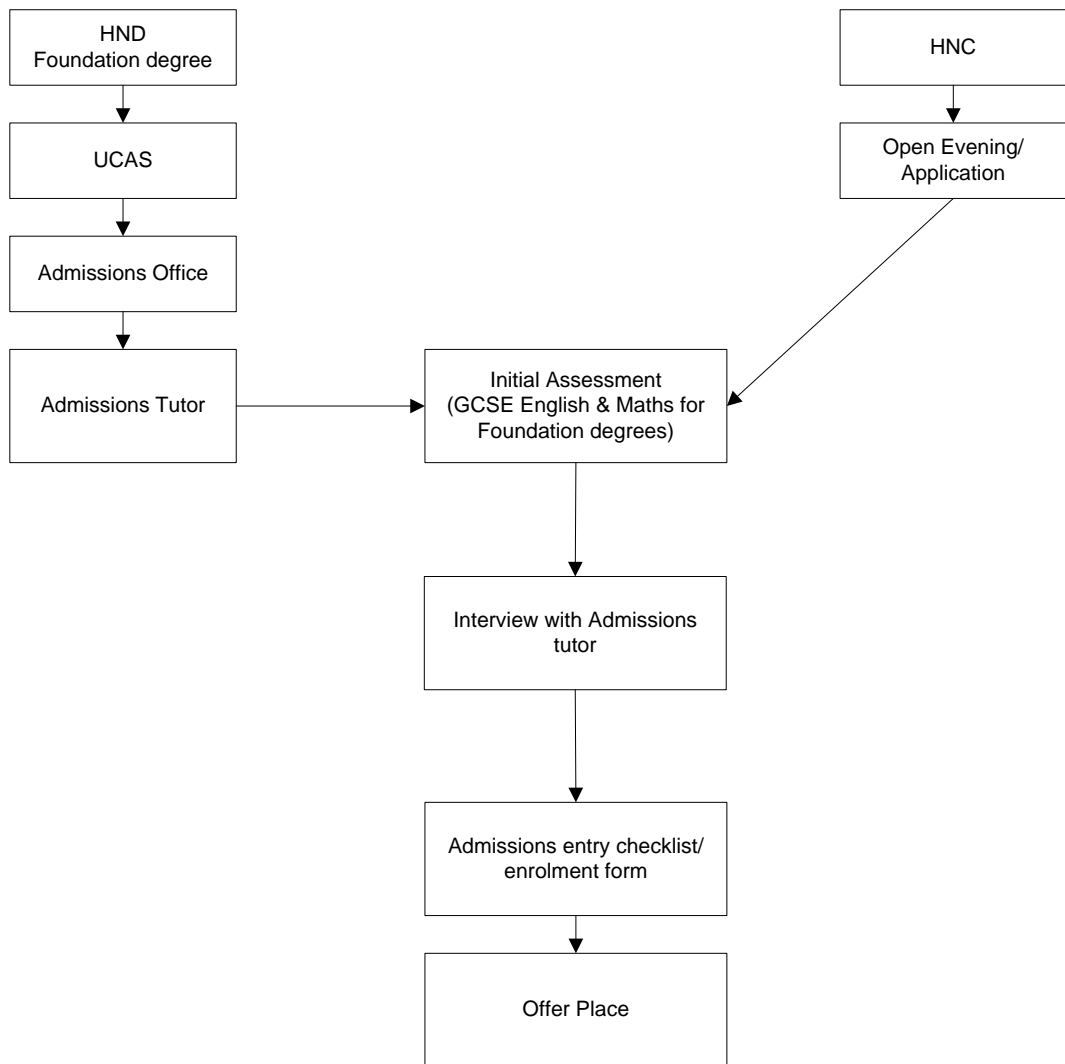 HND
Foundation degree
HNC
UCAS
Open Evening/
Application
Admissions Office
Admissions Tutor
Initial Assessment
(GCSE English & Maths for
Foundation degrees)
Interview with Admissions
tutor
Admissions entry checklist/
enrolment form
Offer Place